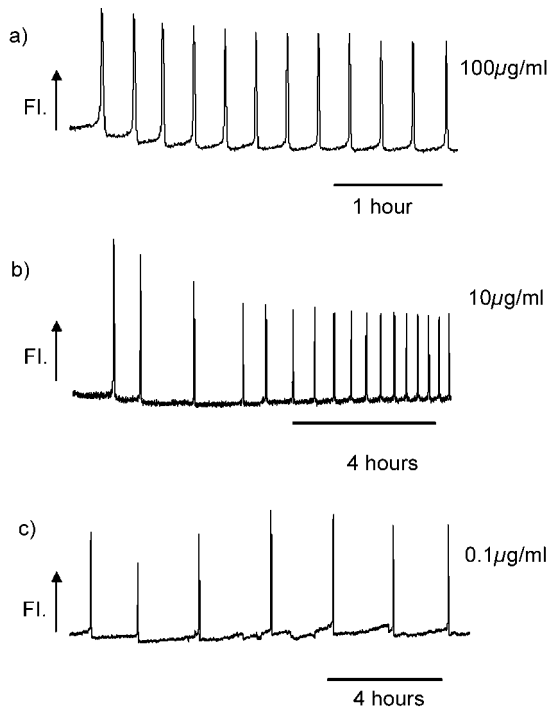 a)
100µg/ml
Fl.
1 hour
b)
10µg/ml
Fl.
4 hours
c)
0.1µg/ml
Fl.
4 hours